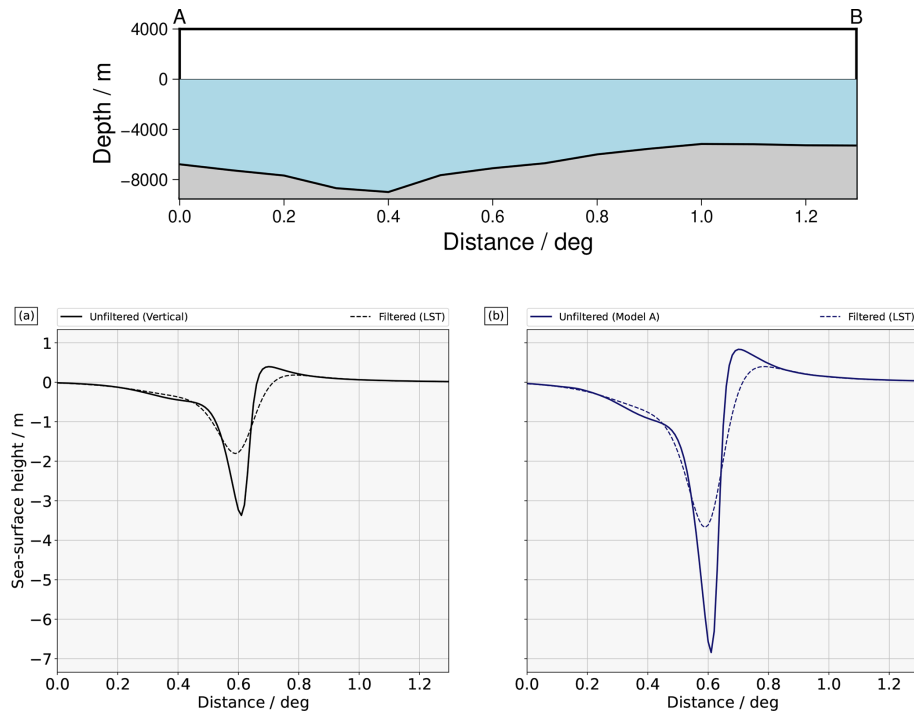 A B
4000
0
−4000
−8000
Depth / m
0.0 0.2 0.4 0.6 0.8 1.0 1.2
Distance / deg
(a) Unfiltered (Vertical) Filtered (LST)
1
0
−1
−2
−3
−4
−5
−6
−7
Sea-surface height / m
0.0 0.2 0.4 0.6 0.8 1.0 1.2
Distance / deg
(b) Unfiltered (Model A) Filtered (LST)
0.0 0.2 0.4 0.6 0.8 1.0 1.2
Distance / deg